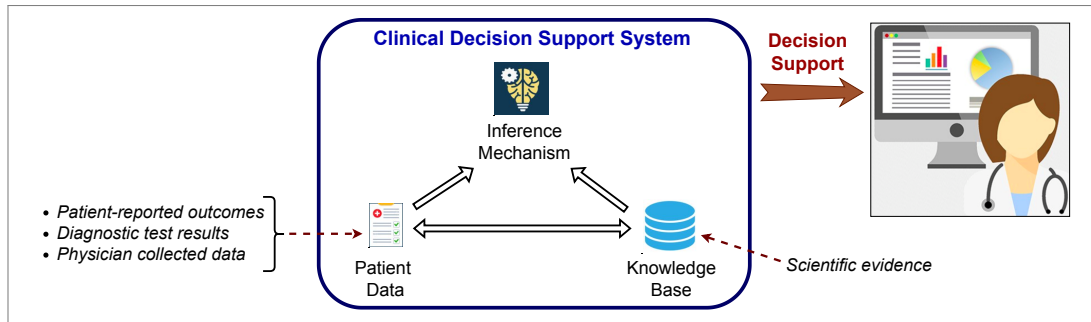 Clinical Decision Support System
Decision
Support
Inference
Mechanism
• Patient-reported outcomes
• Diagnostic test results
• Physician collected data
Patient
Data
Knowledge
Base
Scientific evidence